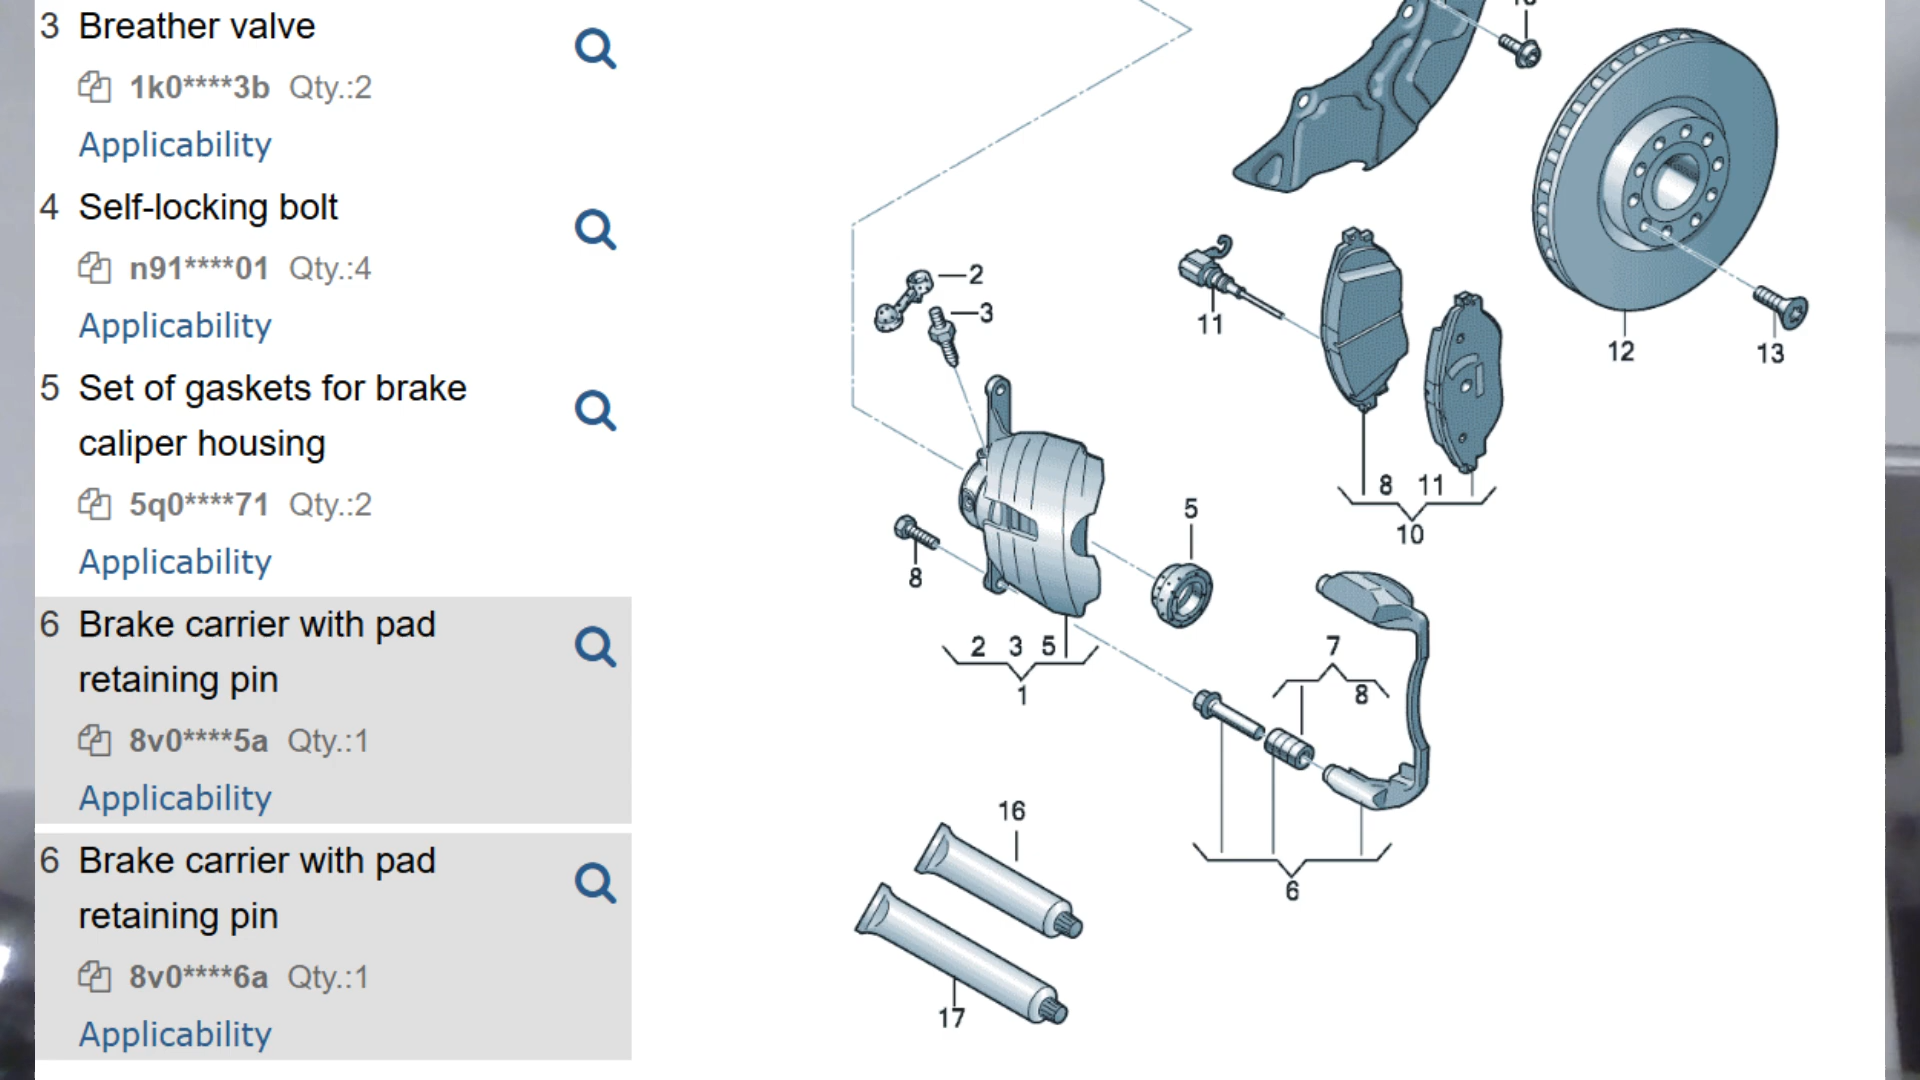 3 Breather valve
1k0****3b Qty.:2
Applicability
4 Self-locking bolt
n91****01 Qty.:4
Applicability
5 Set of gaskets for brake
caliper housing
5q0****71 Qty.:2
Applicability
6 Brake carrier with pad
retaining pin
8v0****5a Qty.:1
Applicability
6 Brake carrier with pad
retaining pin
8v0****6a Qty.:1
Applicability
2
3
11
12
13
8 11
10
5
8
2 3 5
1
7
8
6
16
17